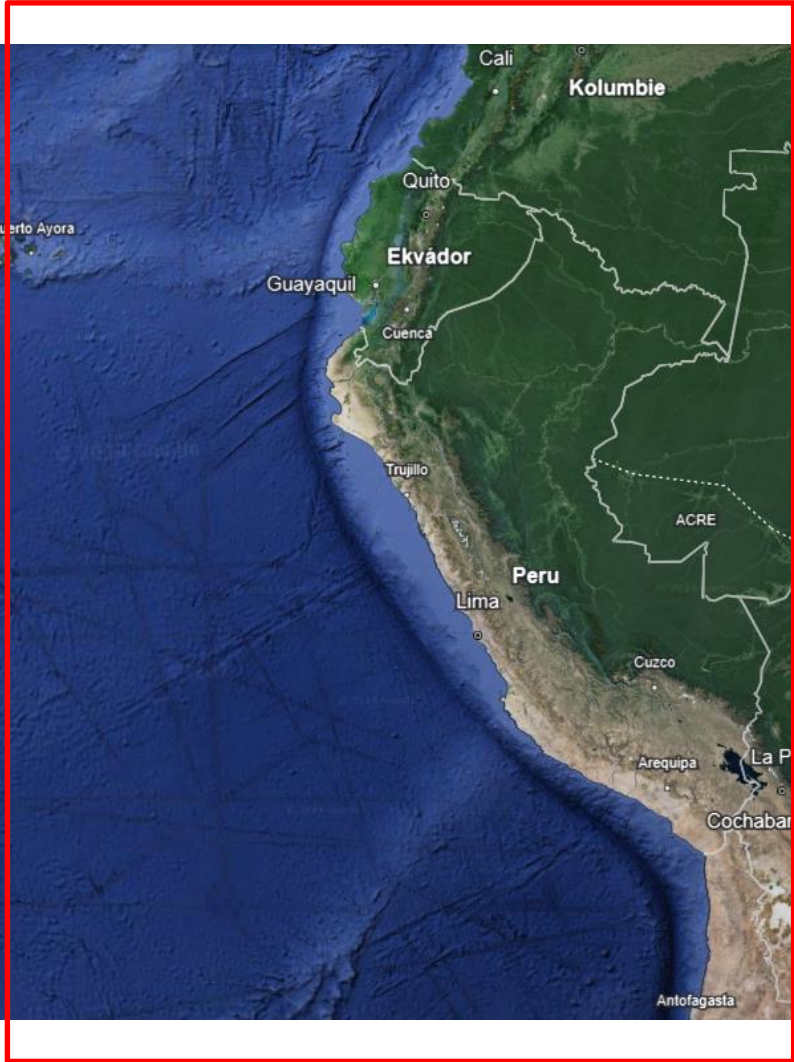 Cali
Kolumbie
Quito
uerto Ayora
Ekvádor
Guayaquil
Cuenca
Trujillo
ACRE
Peru
Lima
Cuzco
La P
Arequipa
Cochabar
Antofagasta